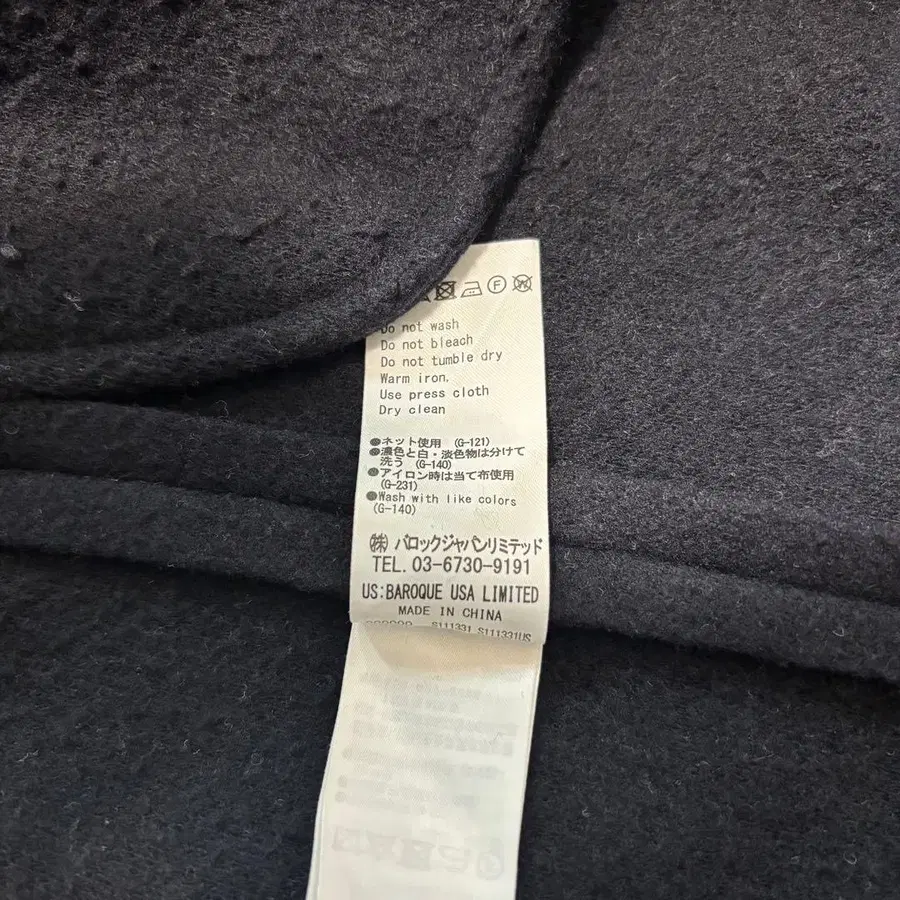 F W
Do not wash
Do not bleach
Do not tumble dry
Warm iron.
Use press cloth
Dry clean
●ネット使用 (G-121)
●濃色と白・淡色物は分けて
洗う (G-140)
●アイロン時は当て布使用
(G-231)
●Wash with like colors
(G-140)
㈱ バロックジャパンリミテッド
TEL. 03-6730-9191
US:BAROQUE USA LIMITED
MADE IN CHINA
S111331 S111331US